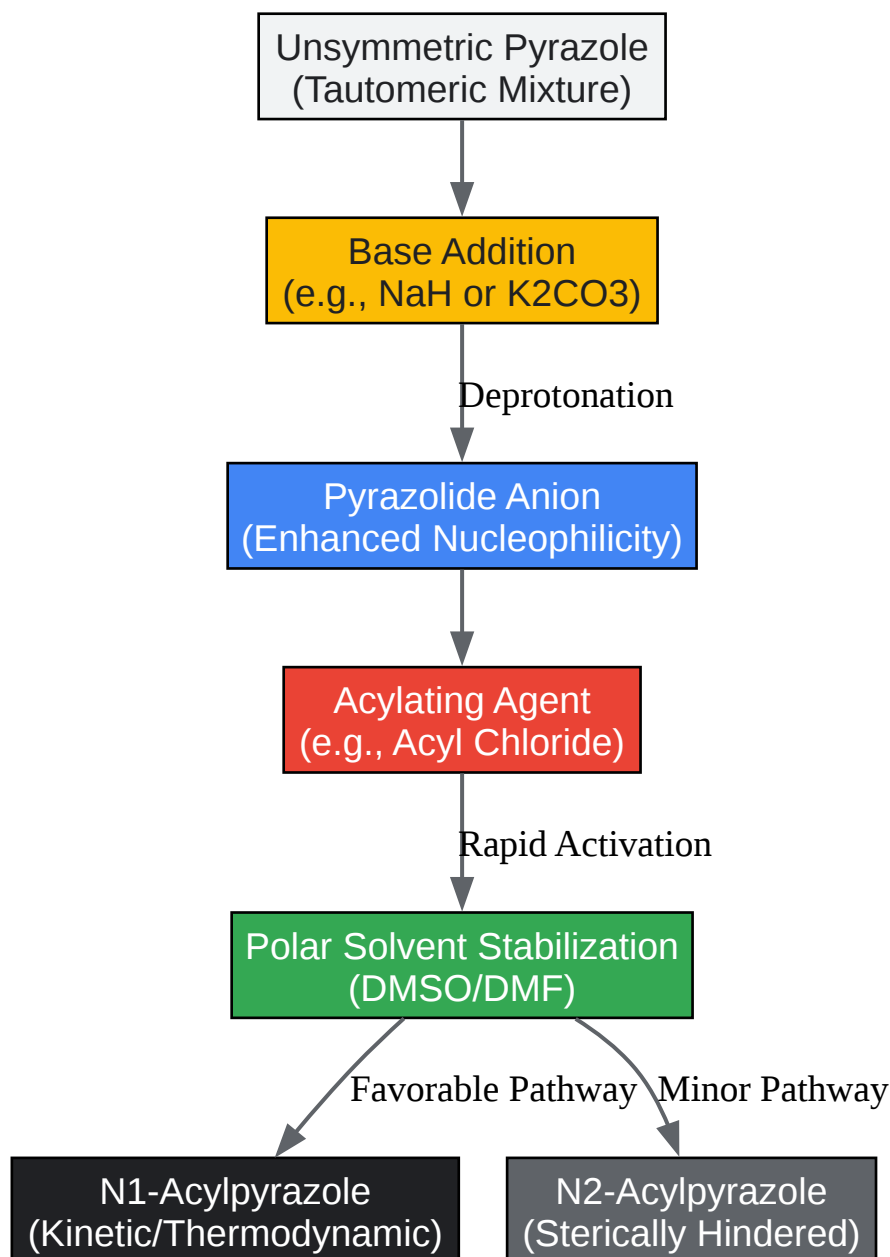 Unsymmetric Pyrazole
(Tautomeric Mixture)
Base Addition
(e.g., NaH or K2CO3)
Deprotonation
Pyrazolide Anion
(Enhanced Nucleophilicity)
Acylating Agent
(e.g., Acyl Chloride)
Rapid Activation
Polar Solvent Stabilization
(DMSO/DMF)
Favorable Pathway
Minor Pathway
N1-Acylpyrazole
(Kinetic/Thermodynamic)
N2-Acylpyrazole
(Sterically Hindered)